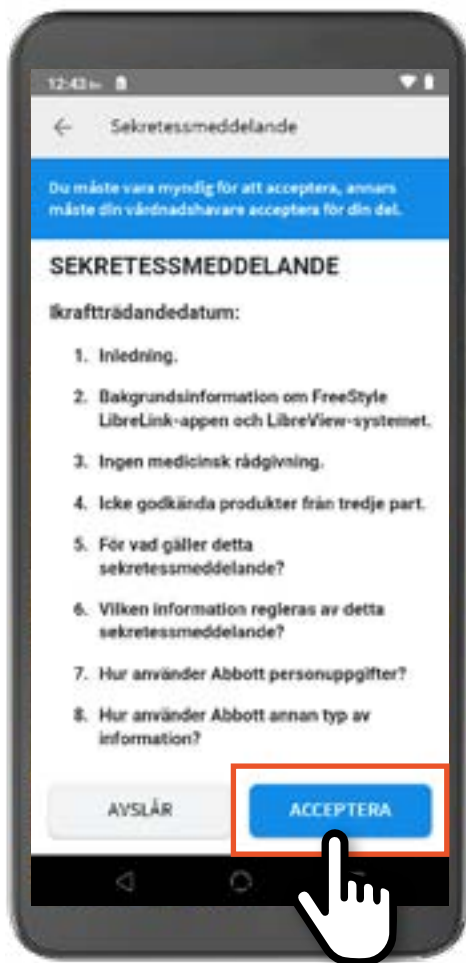 12:43
Sekretessmeddelande
Du måste vara myndig för att acceptera, annars
måste din vårdnadshavare acceptera för din del.
SEKRETESSMEDDELANDE
Ikraftträdandedatum:
1. Inledning.
2. Bakgrundsinformation om FreeStyle
LibreLink-appen och LibreView-systemet.
3. Ingen medicinsk rådgivning.
4. Icke godkända produkter från tredje part.
5. För vad gäller detta
sekretessmeddelande?
6. Vilken information regleras av detta
sekretessmeddelande?
7. Hur använder Abbott personuppgifter?
8. Hur använder Abbott annan typ av
information?
AVSLÅR
ACCEPTERA